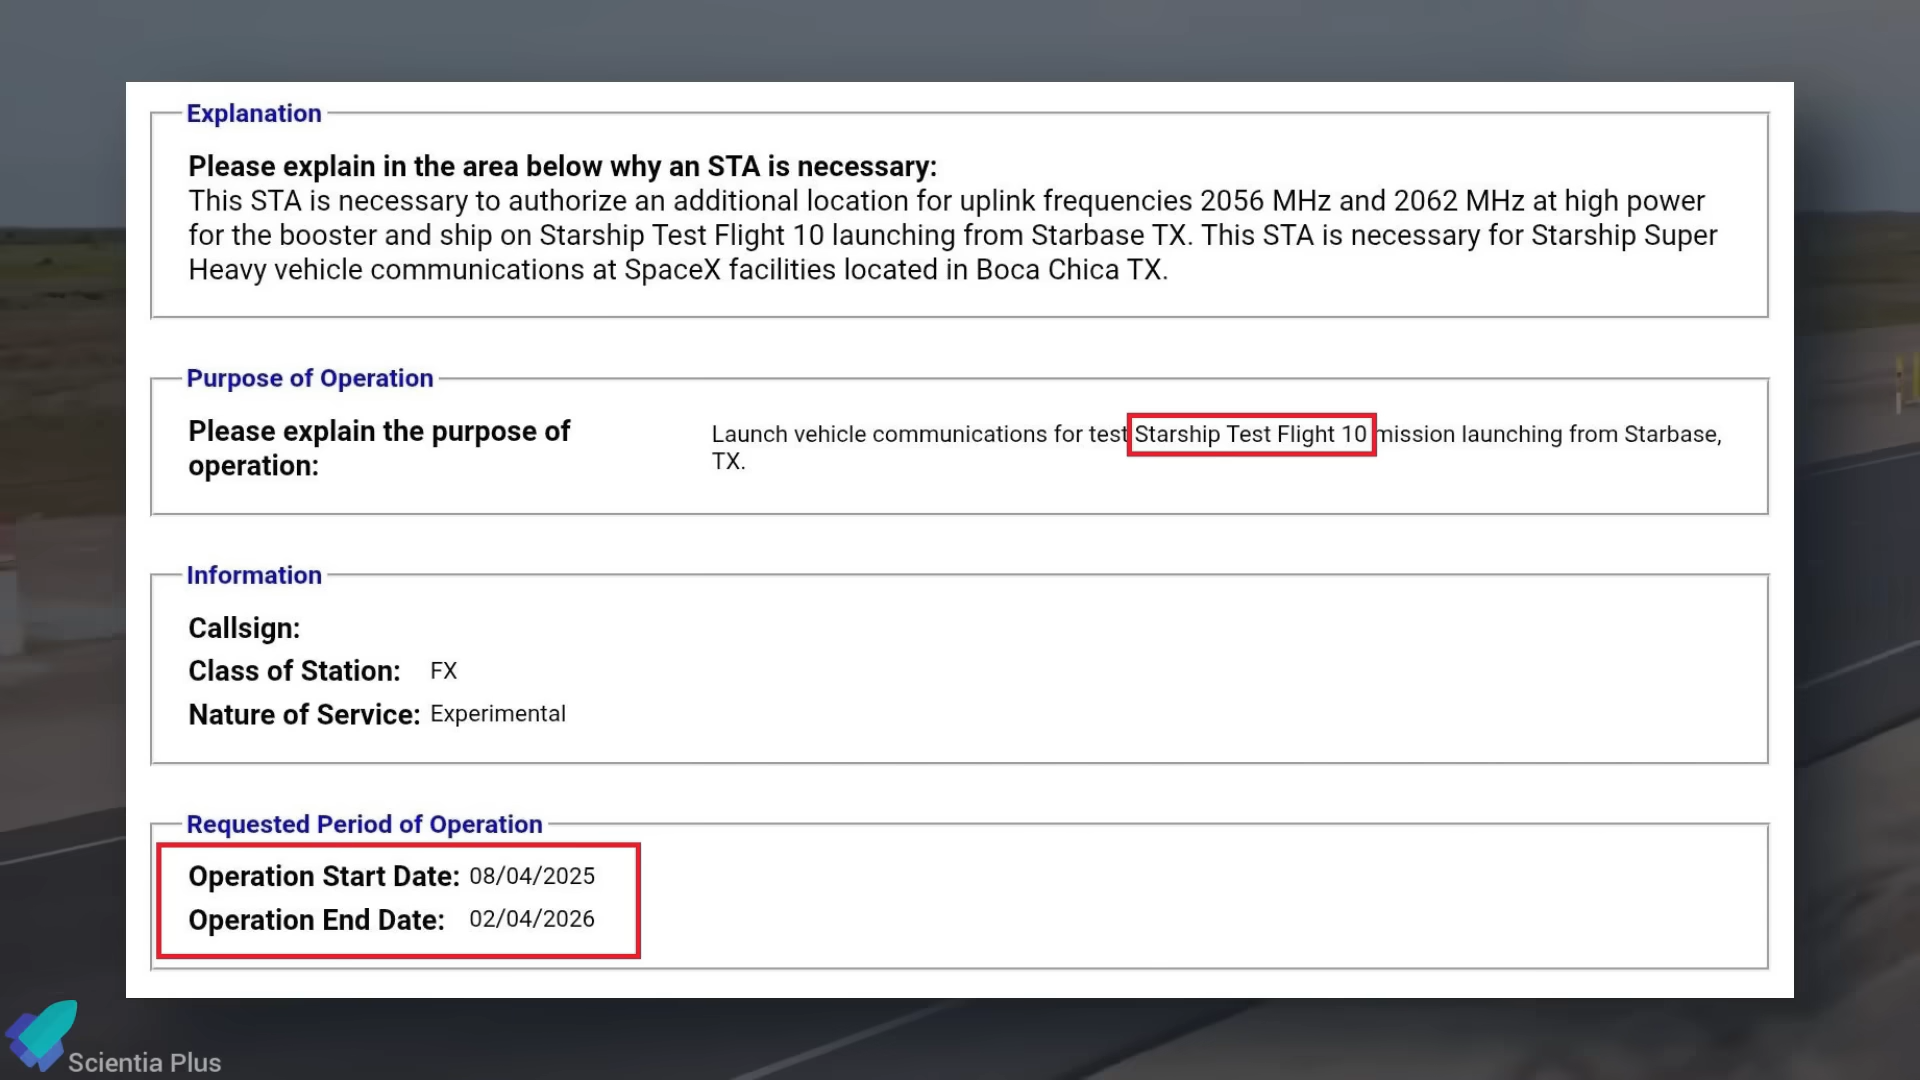 Explanation
Please explain in the area below why an STA is necessary:
This STA is necessary to authorize an additional location for uplink frequencies 2056 MHz and 2062 MHz at high power
for the booster and ship on Starship Test Flight 10 launching from Starbase TX. This STA is necessary for Starship Super
Heavy vehicle communications at SpaceX facilities located in Boca Chica TX.
Purpose of Operation
Please explain the purpose of
operation:
Launch vehicle communications for test Starship Test Flight 10 mission launching from Starbase,
TX.
Information
Callsign:
Class of Station: FX
Nature of Service: Experimental
Requested Period of Operation
Operation Start Date: 08/04/2025
Operation End Date: 02/04/2026
Scientia Plus